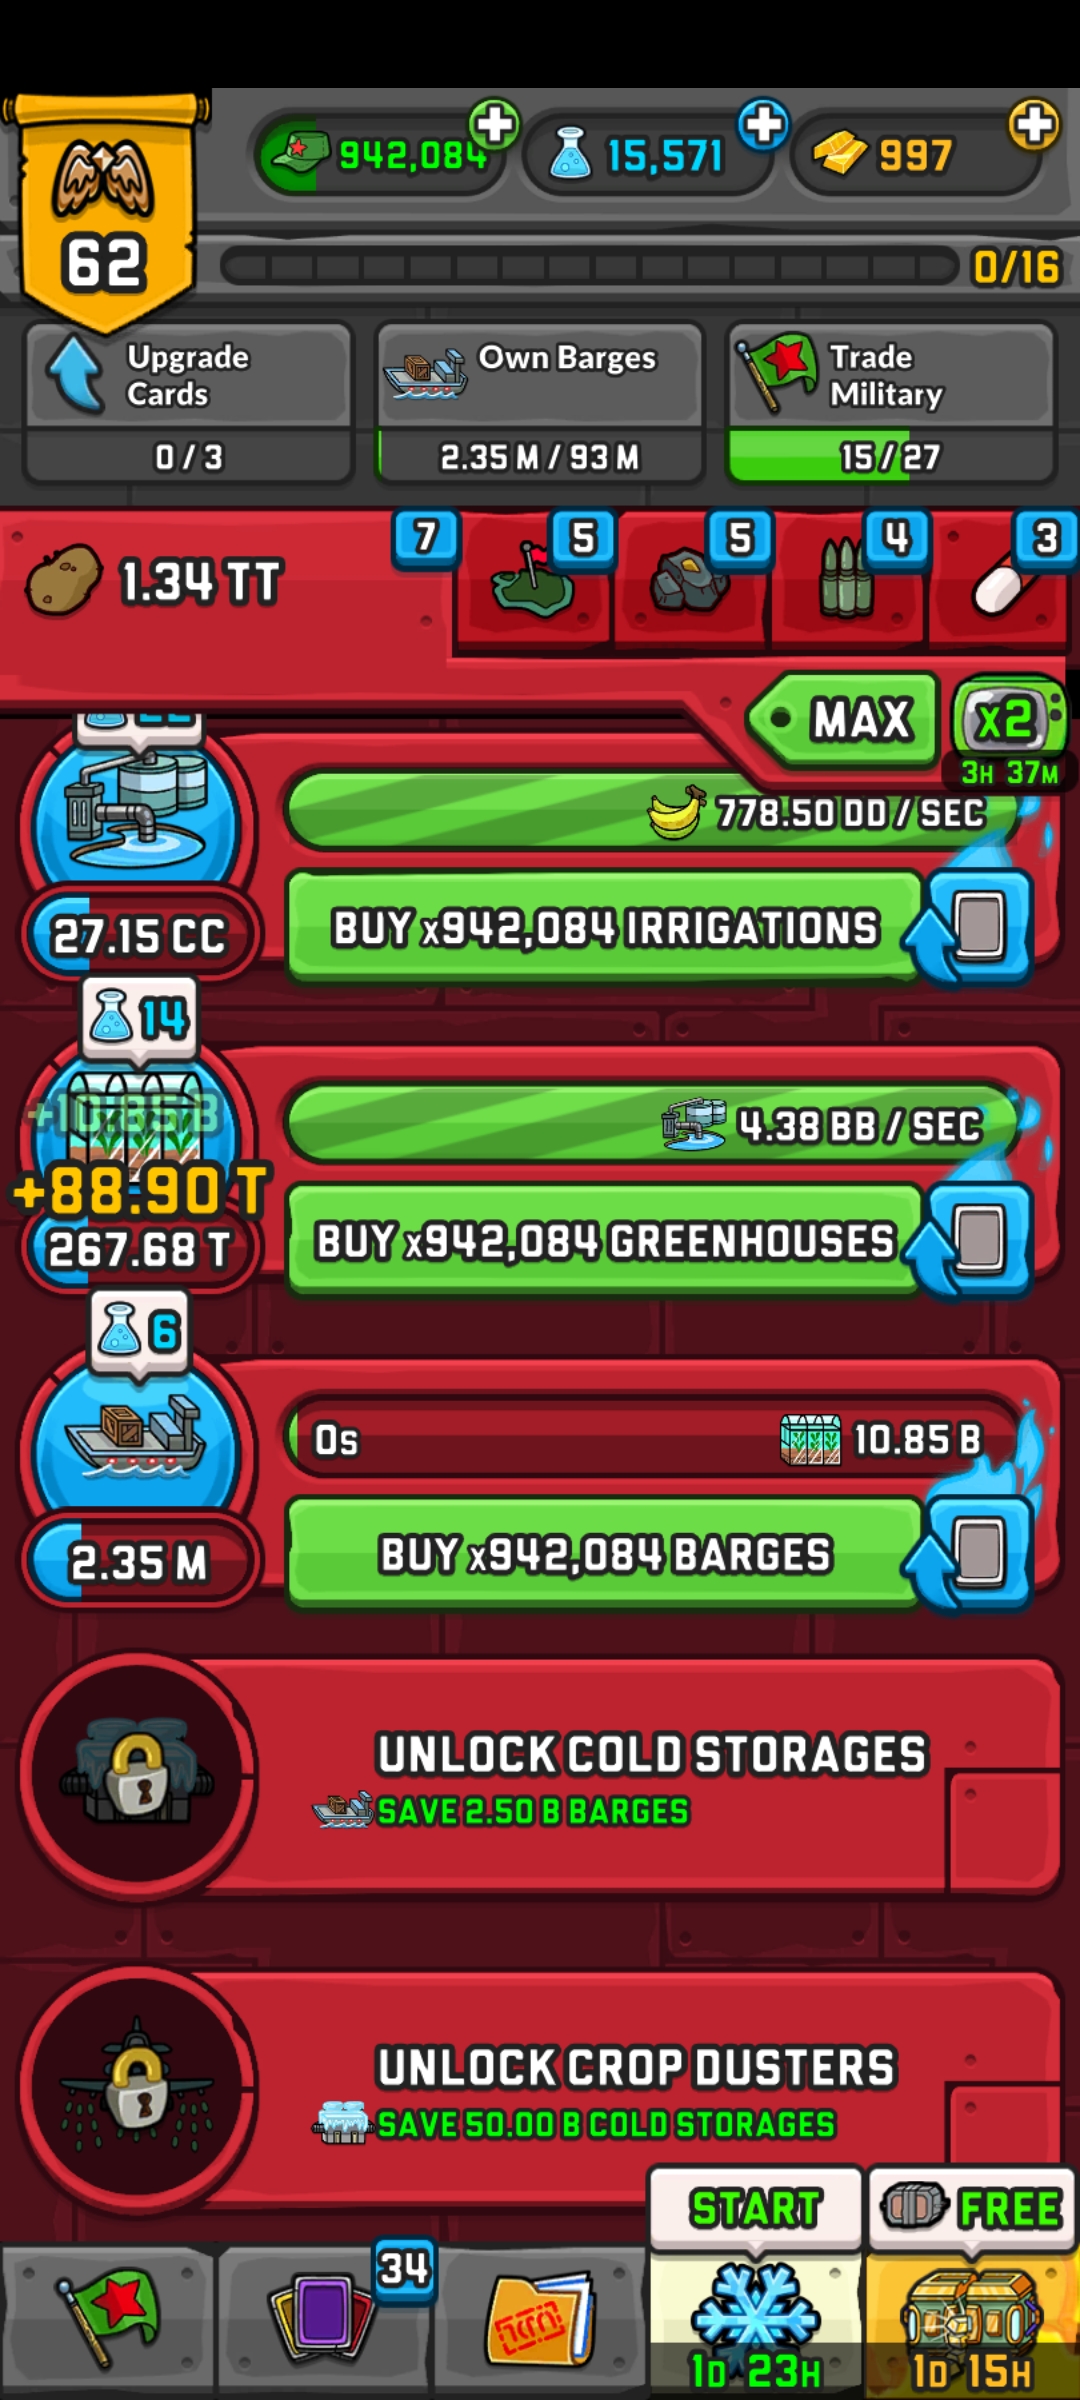 942,084
15,571
997
62
0/16
Upgrade
Cards
0 / 3
Own Barges
2.35 M / 93 M
Trade
Military
15 / 27
1.34 TT
7
5
5
4
3
MAX
x2
3H 37M
778.50 DD / SEC
27.15 CC
BUY x942,084 IRRIGATIONS
14
+10.85 B
4.38 BB / SEC
+88.90 T
267.68 T
BUY x942,084 GREENHOUSES
6
0s
10.85 B
2.35 M
BUY x942,084 BARGES
UNLOCK COLD STORAGES
SAVE 2.50 B BARGES
UNLOCK CROP DUSTERS
SAVE 50.00 B COLD STORAGES
START
FREE
34
1D 23H
1D 15H